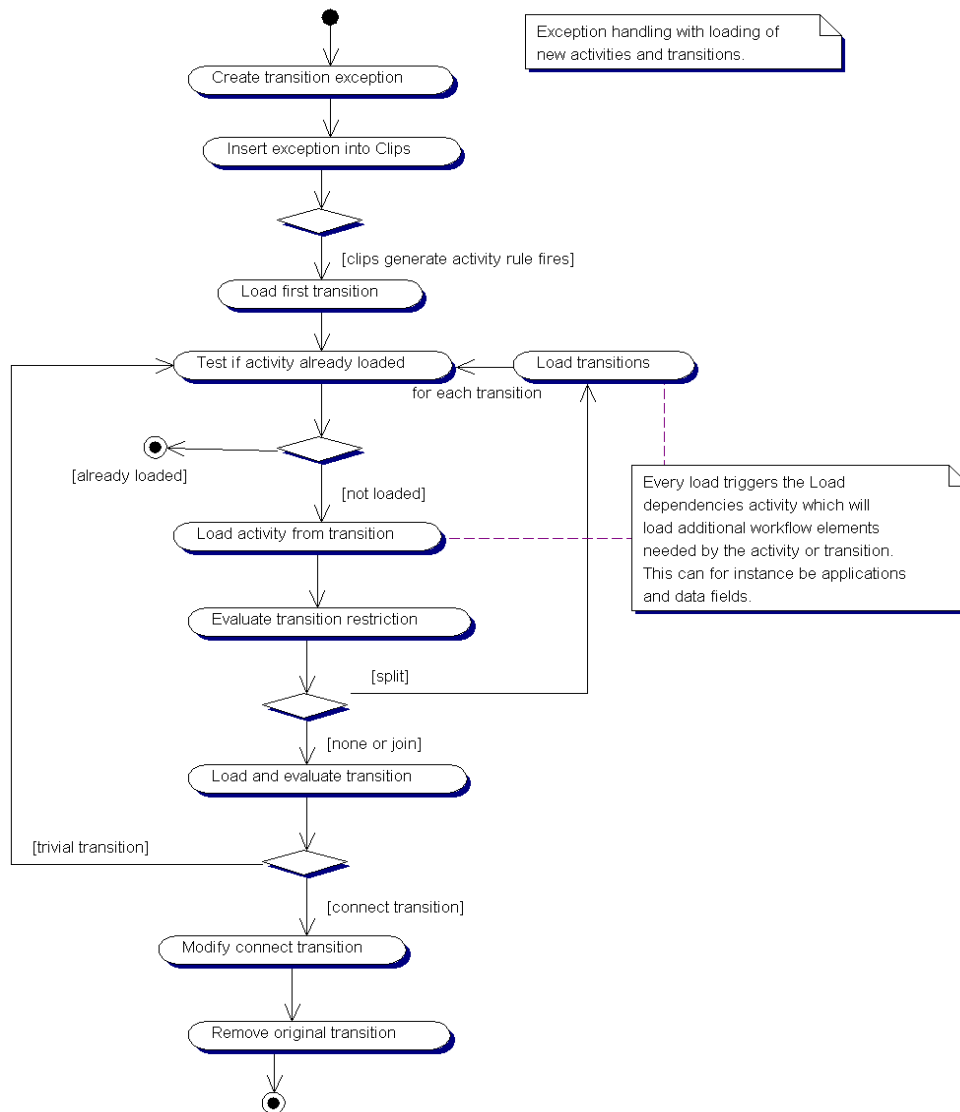 Exception handling with loading of
new activities and transitions.
Create transition exception
Insert exception into Clips
[clips generate activity rule fires]
Load first transition
Test if activity already loaded
Load transitions
for each transition
[already loaded]
[not loaded]
Every load triggers the Load
dependencies activity which will
load additional workflow elements
needed by the activity or transition.
This can for instance be applications
and data fields.
Load activity from transition
Evaluate transition restriction
[split]
[none or join]
Load and evaluate transition
[trivial transition]
[connect transition]
Modify connect transition
Remove original transition